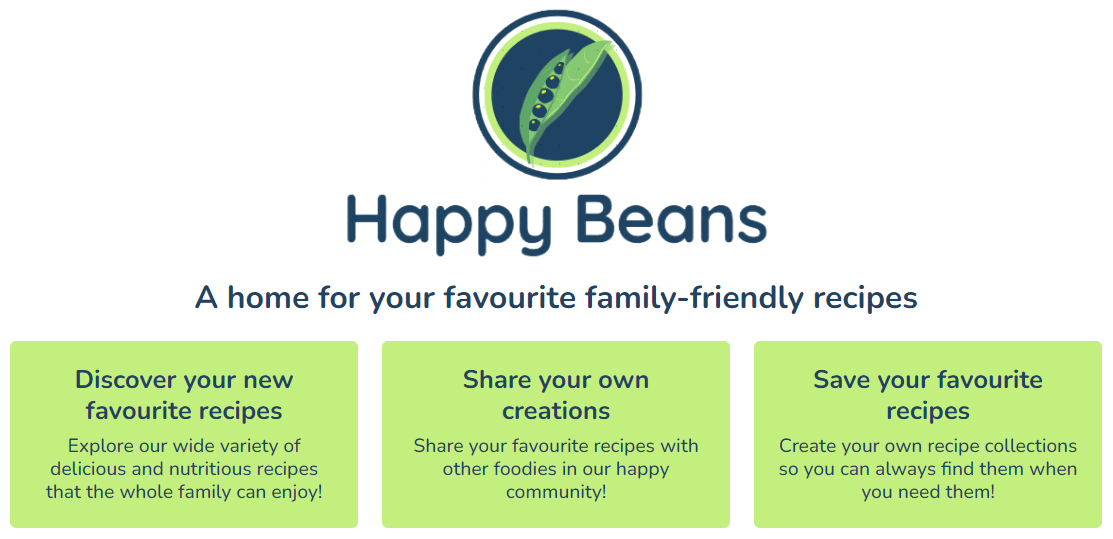 Happy Beans
A home for your favourite family-friendly recipes
Discover your new
favourite recipes
Explore our wide variety of
delicious and nutritious recipes
that the whole family can enjoy!
Share your own
creations
Share your favourite recipes with
other foodies in our happy
community!
Save your favourite
recipes
Create your own recipe collections
so you can always find them when
you need them!